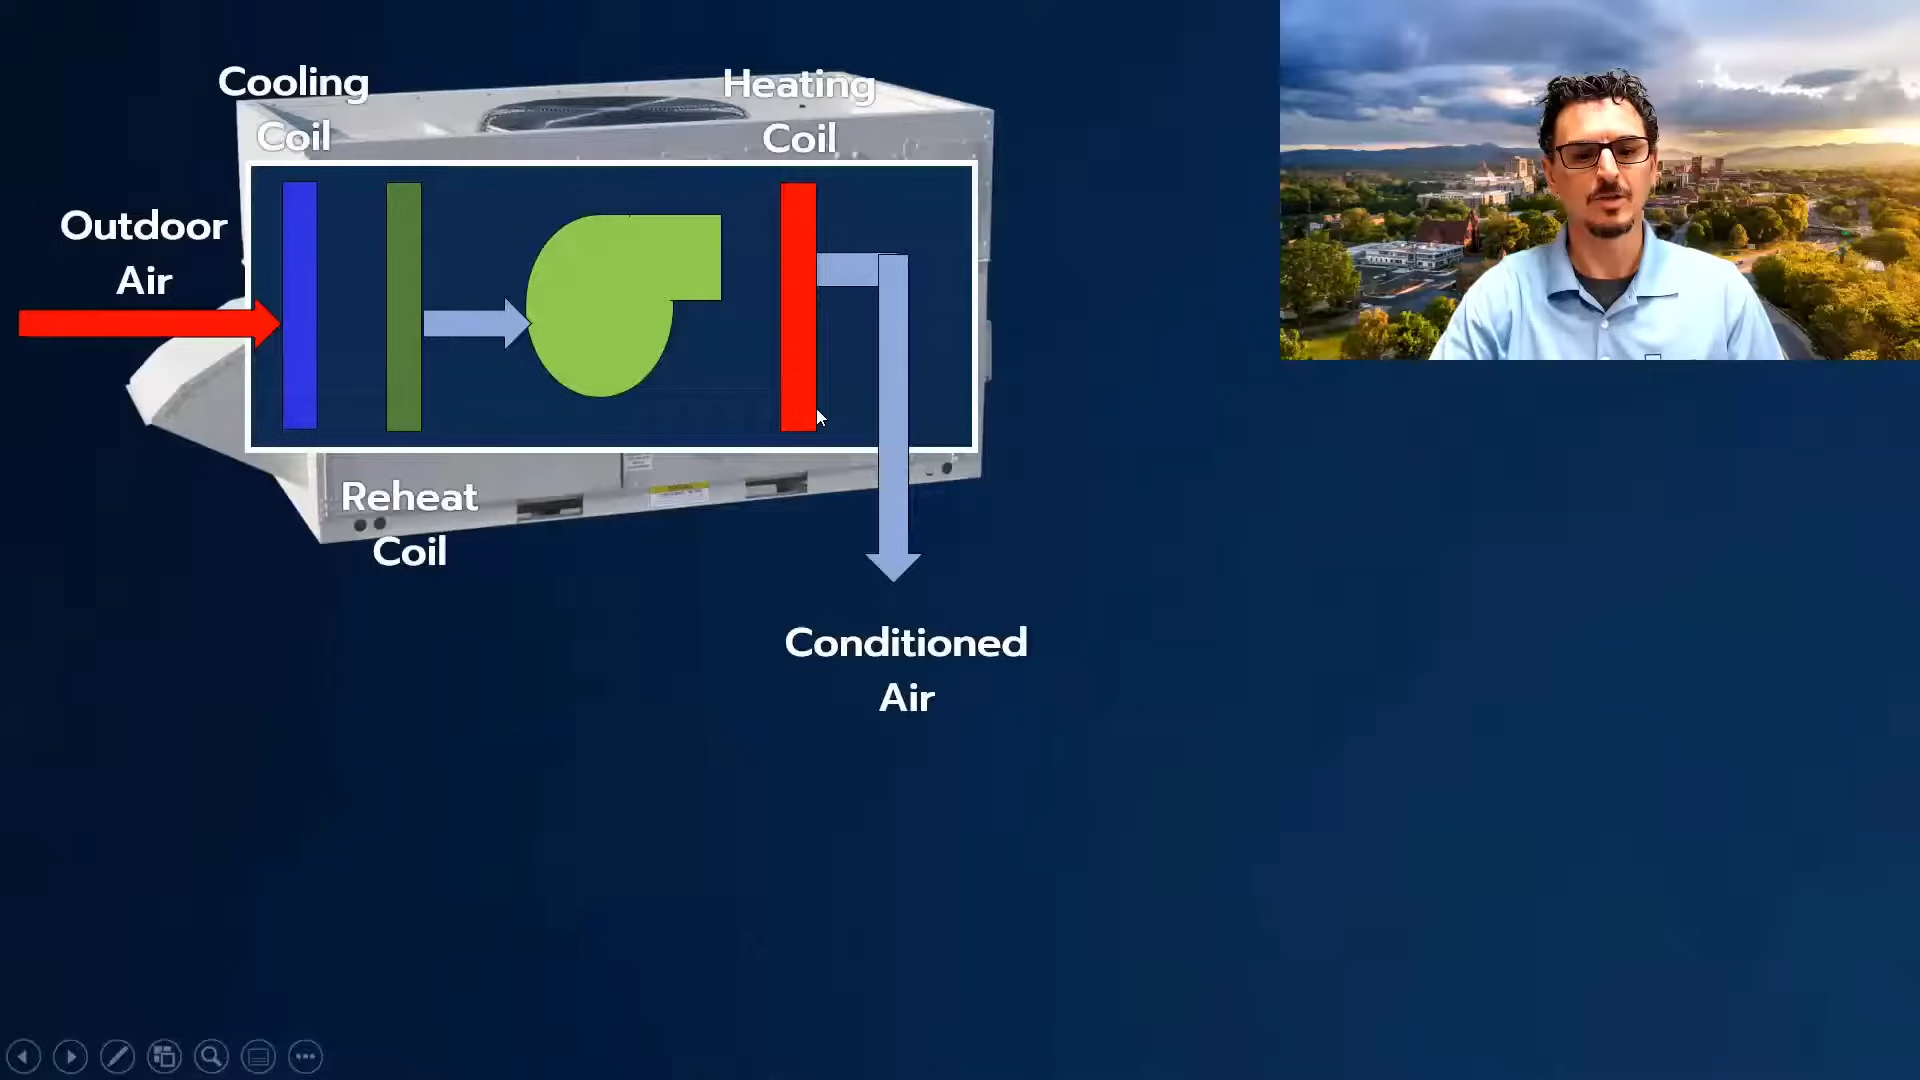 Cooling
Coil
Heating
Coil
Outdoor
Air
Reheat
Coil
Conditioned
Air